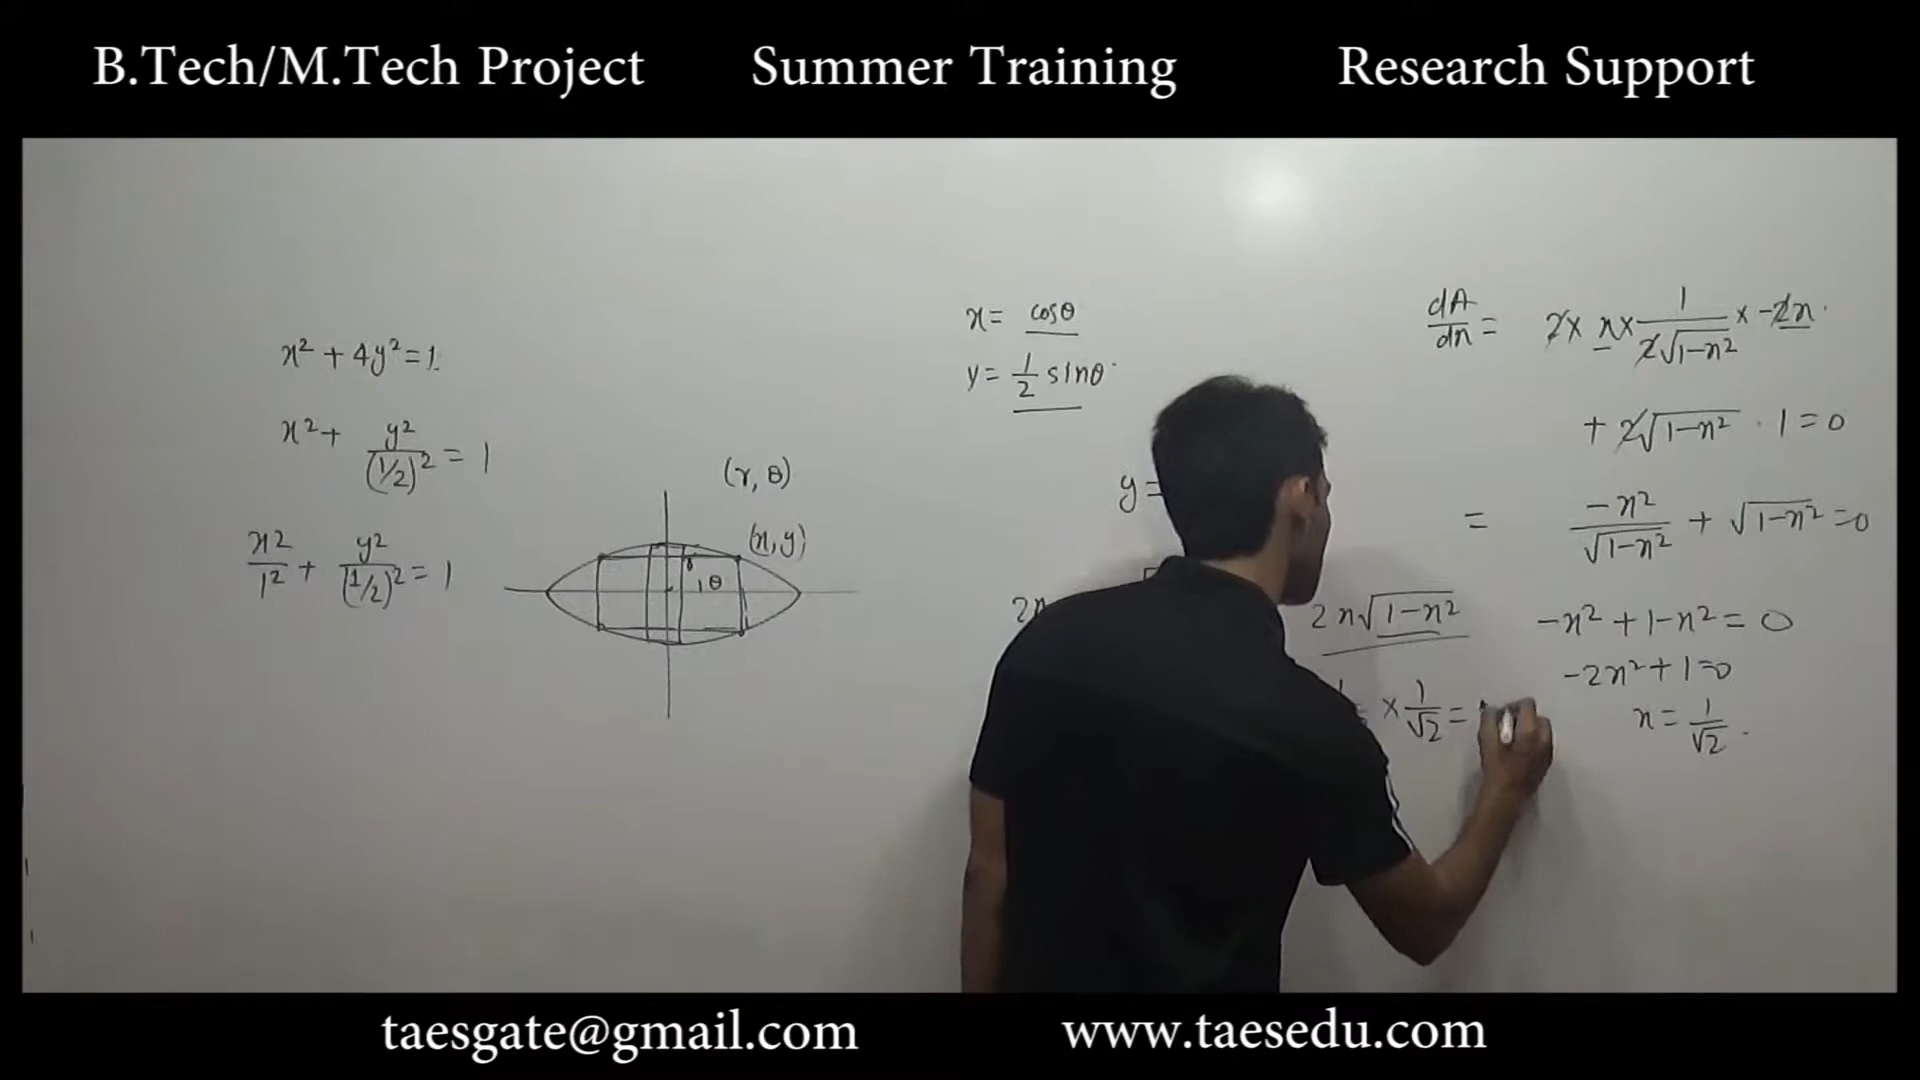 B.Tech/M.Tech Project Summer Training Research Support
x² + 4y² = 1
x² + y²/(1/2)² = 1
x²/1² + y²/(1/2)² = 1
(r, θ)
(x, y)
r
θ
x = cosθ
y = 1/2 sinθ
y =
2x
2x√1-x²
× 1/√2 =
dA/dx = 2× x× 1/2√1-x² × -2x
+ 2√1-x² · 1 = 0
= -x²/√1-x² + √1-x² = 0
-x² + 1-x² = 0
-2x² + 1 = 0
x = 1/√2
taesgate@gmail.com www.taesedu.com